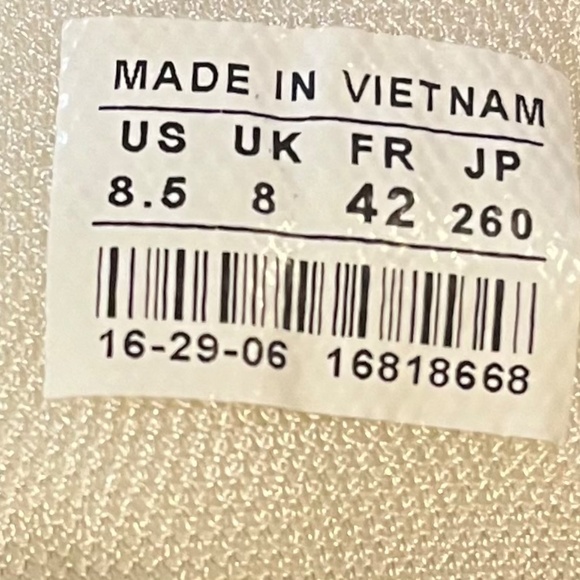 MADE IN VIETNAM
US UK FR JP
8.5 8 42 260
16-29-06 16818668